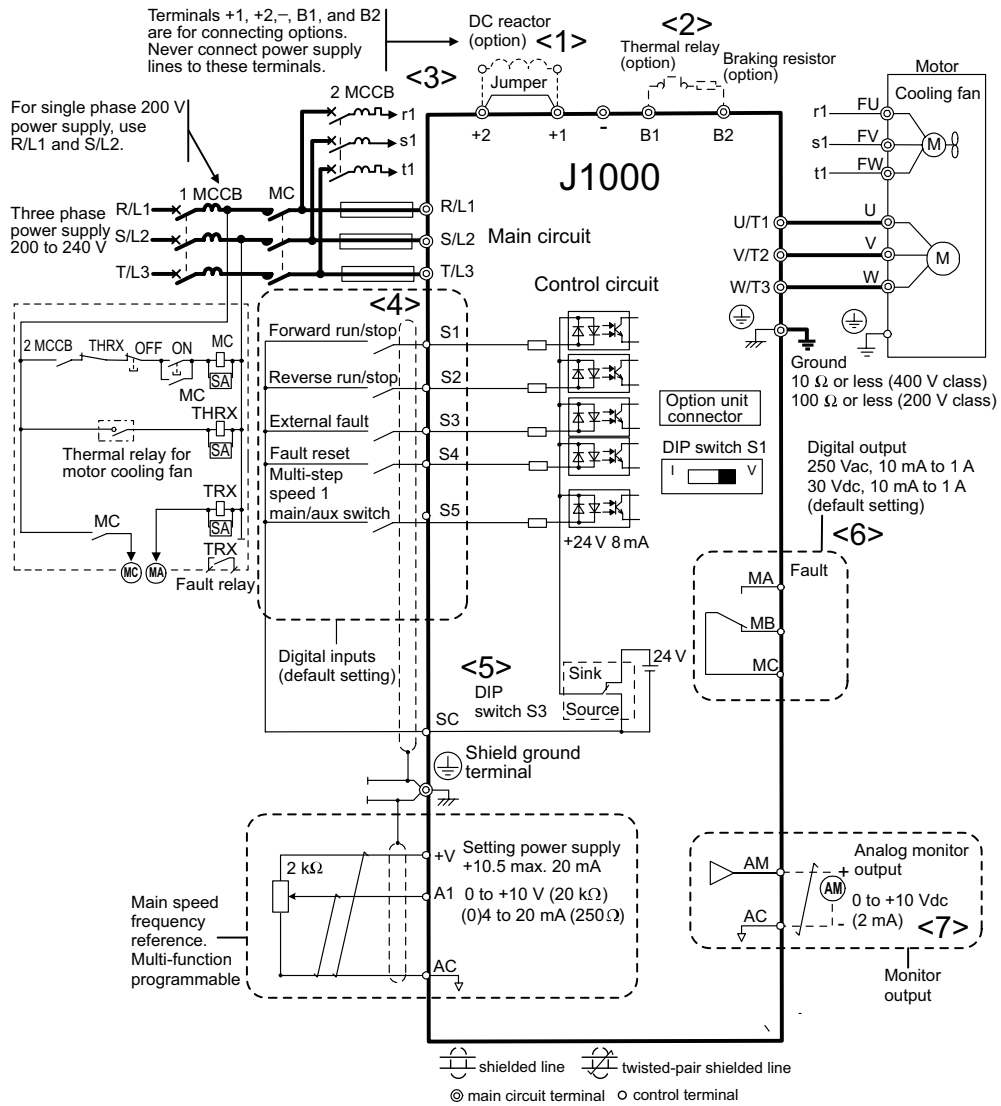 Terminals +1, +2,–, B1, and B2
are for connecting options.
Never connect power supply
lines to these terminals.
DC reactor
(option)
<1>
Jumper
<2>
Thermal relay
(option)
Braking resistor
(option)
+2
+1
-
B1
B2
Motor
Cooling fan
r1
FU
s1
FV
t1
FW
M
U
V
W
M
For single phase 200 V
power supply, use
R/L1 and S/L2.
<3>
2 MCCB
r1
s1
t1
1 MCCB
MC
Three phase
power supply
200 to 240 V
R/L1
S/L2
T/L3
R/L1
S/L2
T/L3
J1000
Main circuit
Control circuit
U/T1
V/T2
W/T3
Ground
10 Ω or less (400 V class)
100 Ω or less (200 V class)
2 MCCB
THRX
OFF
ON
MC
SA
MC
THRX
SA
Thermal relay for
motor cooling fan
TRX
SA
MC
TRX
MC
MA
Fault relay
<4>
Forward run/stop
S1
Reverse run/stop
S2
External fault
S3
Fault reset
S4
Multi-step
speed 1
main/aux switch
S5
+24 V 8 mA
Option unit
connector
DIP switch S1
I
V
Digital output
250 Vac, 10 mA to 1 A
30 Vdc, 10 mA to 1 A
(default setting)
<6>
MA
Fault
MB
MC
Digital inputs
(default setting)
<5>
DIP
switch S3
Sink
Source
24 V
SC
Shield ground
terminal
Main speed
frequency
reference.
Multi-function
programmable
2 kΩ
+V
Setting power supply
+10.5 max. 20 mA
A1
0 to +10 V (20 kΩ)
(0)4 to 20 mA (250Ω)
AC
AM
+
Analog monitor
output
AM
0 to +10 Vdc
(2 mA)
AC
-
<7>
Monitor
output
shielded line
twisted-pair shielded line
main circuit terminal
control terminal